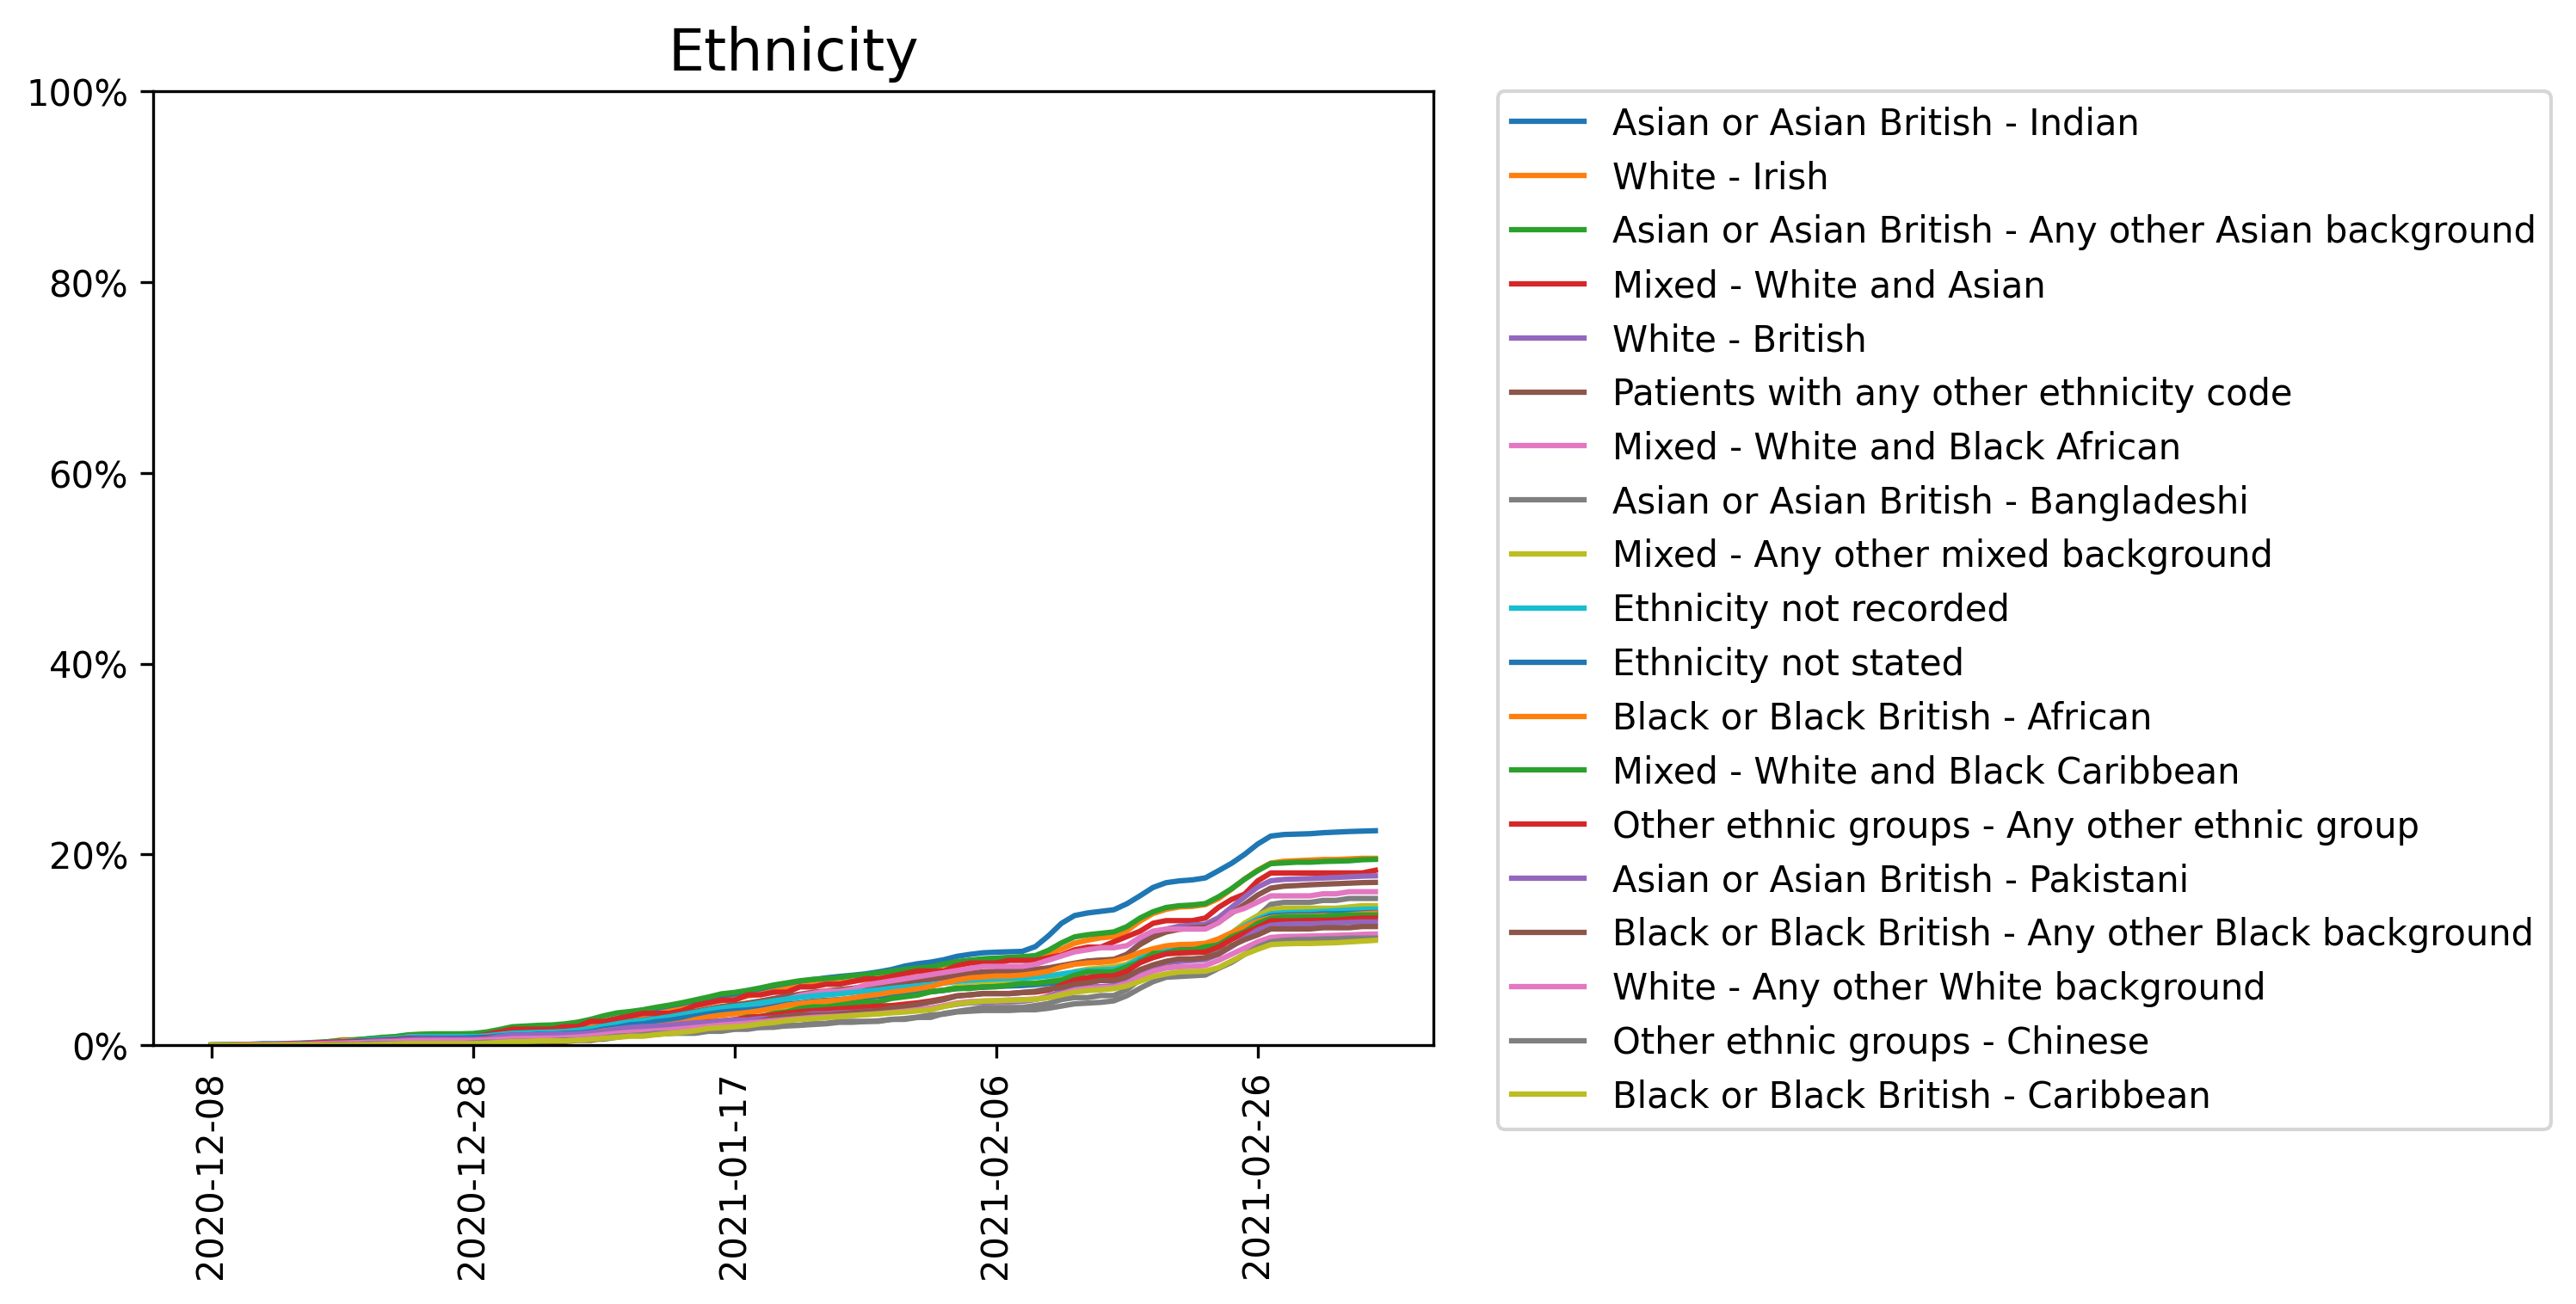 Ethnicity
100%
80%
60%
40%
20%
0%
2020-12-08
2020-12-28
2021-01-17
2021-02-06
2021-02-26
Asian or Asian British - Indian
White - Irish
Asian or Asian British - Any other Asian background
Mixed - White and Asian
White - British
Patients with any other ethnicity code
Mixed - White and Black African
Asian or Asian British - Bangladeshi
Mixed - Any other mixed background
Ethnicity not recorded
Ethnicity not stated
Black or Black British - African
Mixed - White and Black Caribbean
Other ethnic groups - Any other ethnic group
Asian or Asian British - Pakistani
Black or Black British - Any other Black background
White - Any other White background
Other ethnic groups - Chinese
Black or Black British - Caribbean